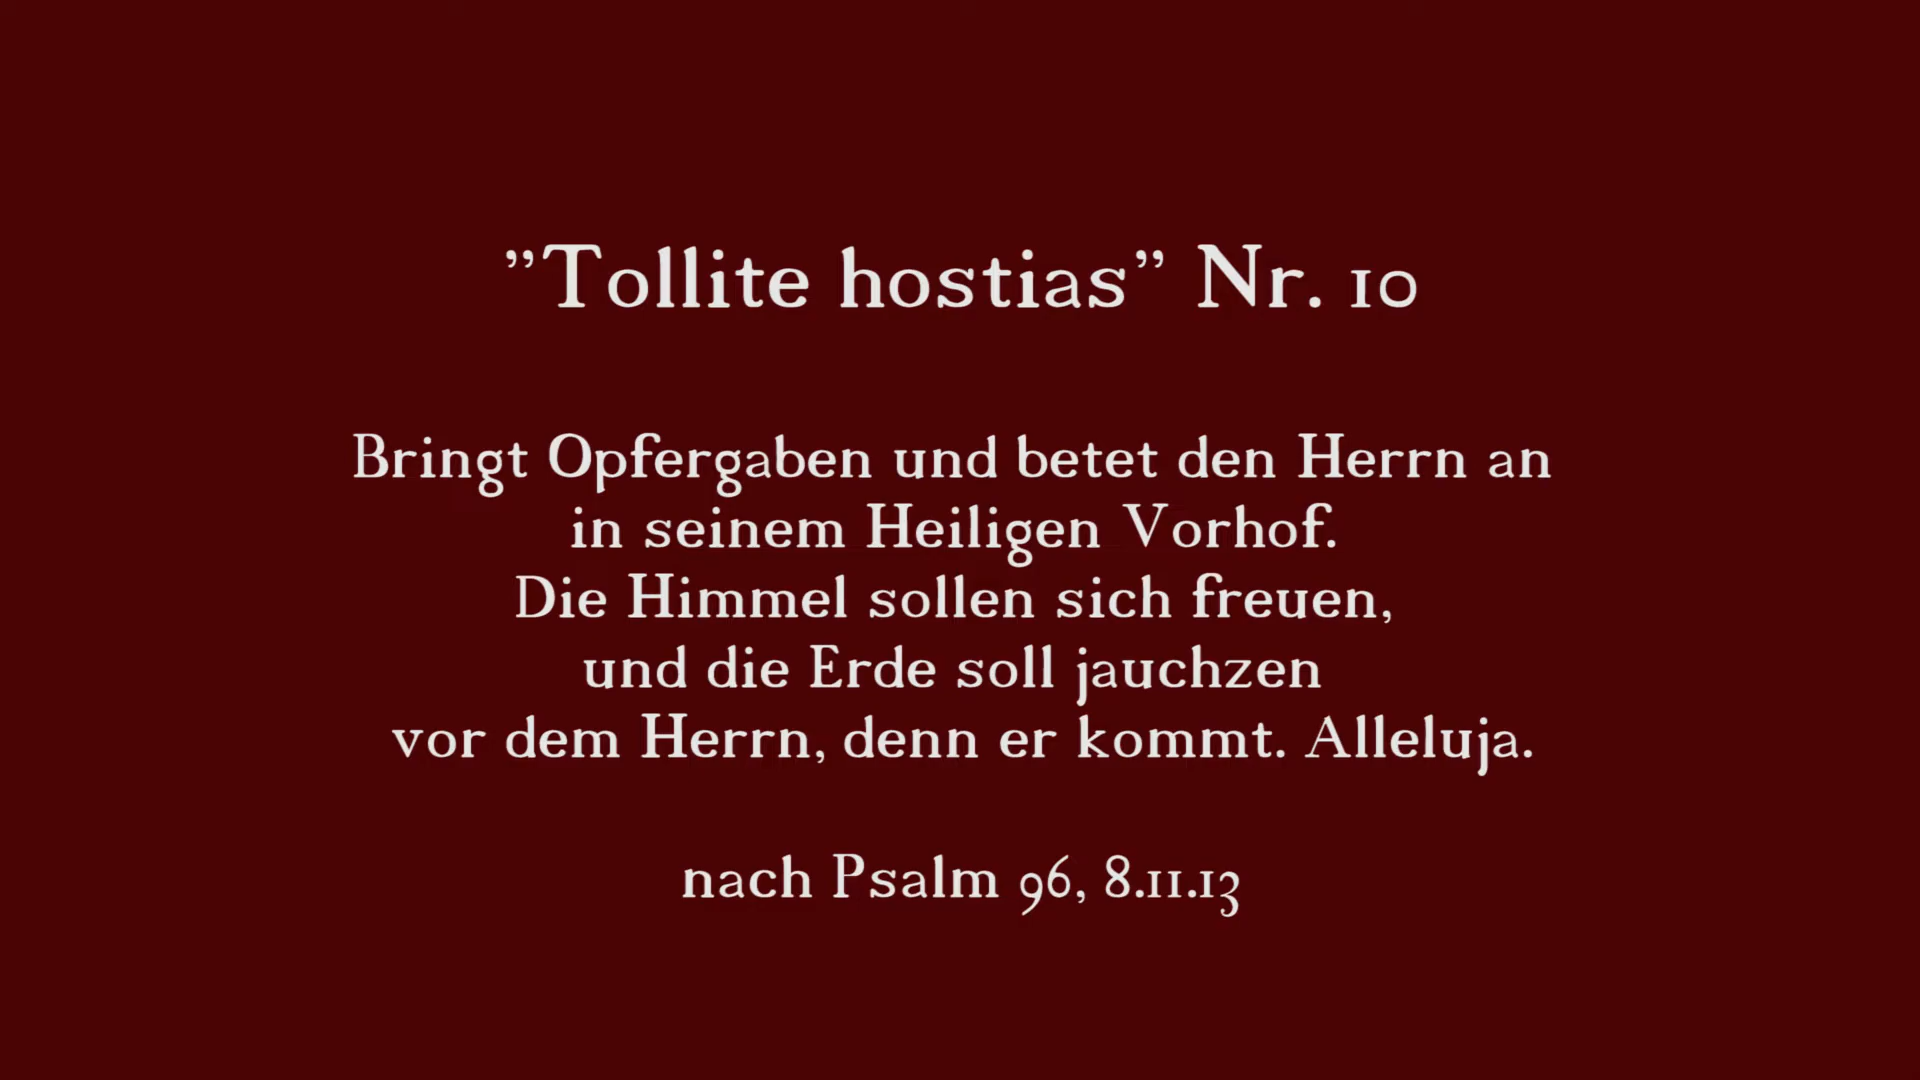 ”Tollite hostias” Nr. 10
Bringt Opfergaben und betet den Herrn an
in seinem Heiligen Vorhof.
Die Himmel sollen sich freuen,
und die Erde soll jauchzen
vor dem Herrn, denn er kommt. Alleluja.
nach Psalm 96, 8.11.13